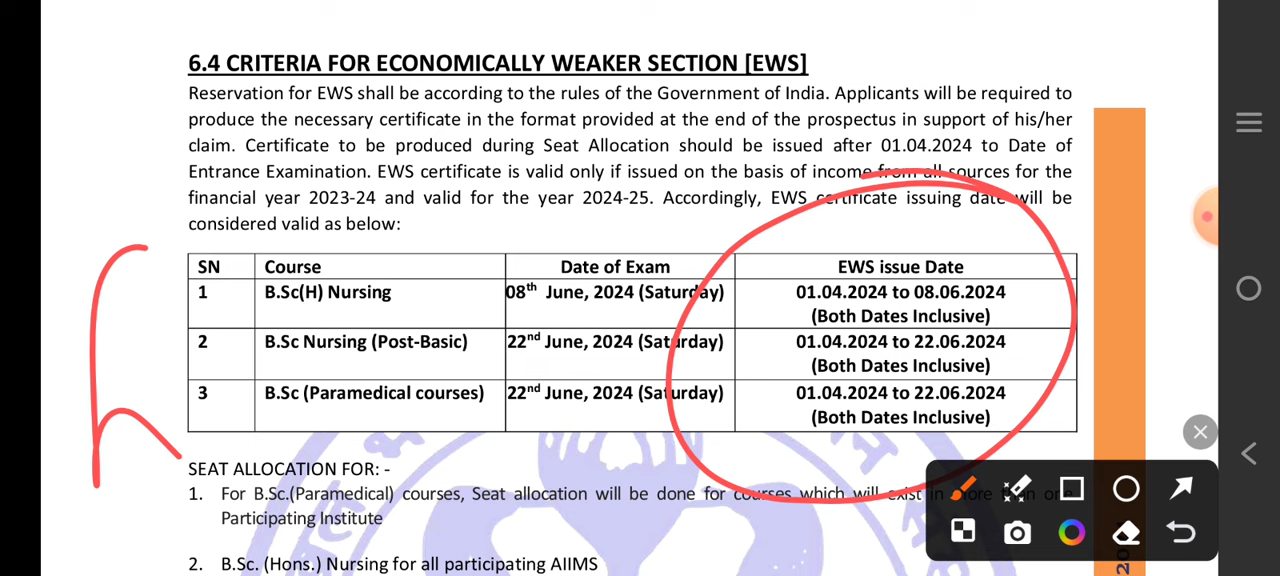 6.4 CRITERIA FOR ECONOMICALLY WEAKER SECTION [EWS]
Reservation for EWS shall be according to the rules of the Government of India. Applicants will be required to
produce the necessary certificate in the format provided at the end of the prospectus in support of his/her
claim. Certificate to be produced during Seat Allocation should be issued after 01.04.2024 to Date of
Entrance Examination. EWS certificate is valid only if issued on the basis of income from all sources for the
financial year 2023-24 and valid for the year 2024-25. Accordingly, EWS certificate issuing date will be
considered valid as below:
SN Course Date of Exam EWS issue Date
1 B.Sc(H) Nursing 08th June, 2024 (Saturday) 01.04.2024 to 08.06.2024
(Both Dates Inclusive)
2 B.Sc Nursing (Post-Basic) 22nd June, 2024 (Saturday) 01.04.2024 to 22.06.2024
(Both Dates Inclusive)
3 B.Sc (Paramedical courses) 22nd June, 2024 (Saturday) 01.04.2024 to 22.06.2024
(Both Dates Inclusive)
SEAT ALLOCATION FOR: -
1. For B.Sc.(Paramedical) courses, Seat allocation will be done for courses which will exist in more than one
Participating Institute
2. B.Sc. (Hons.) Nursing for all participating AIIMS
20